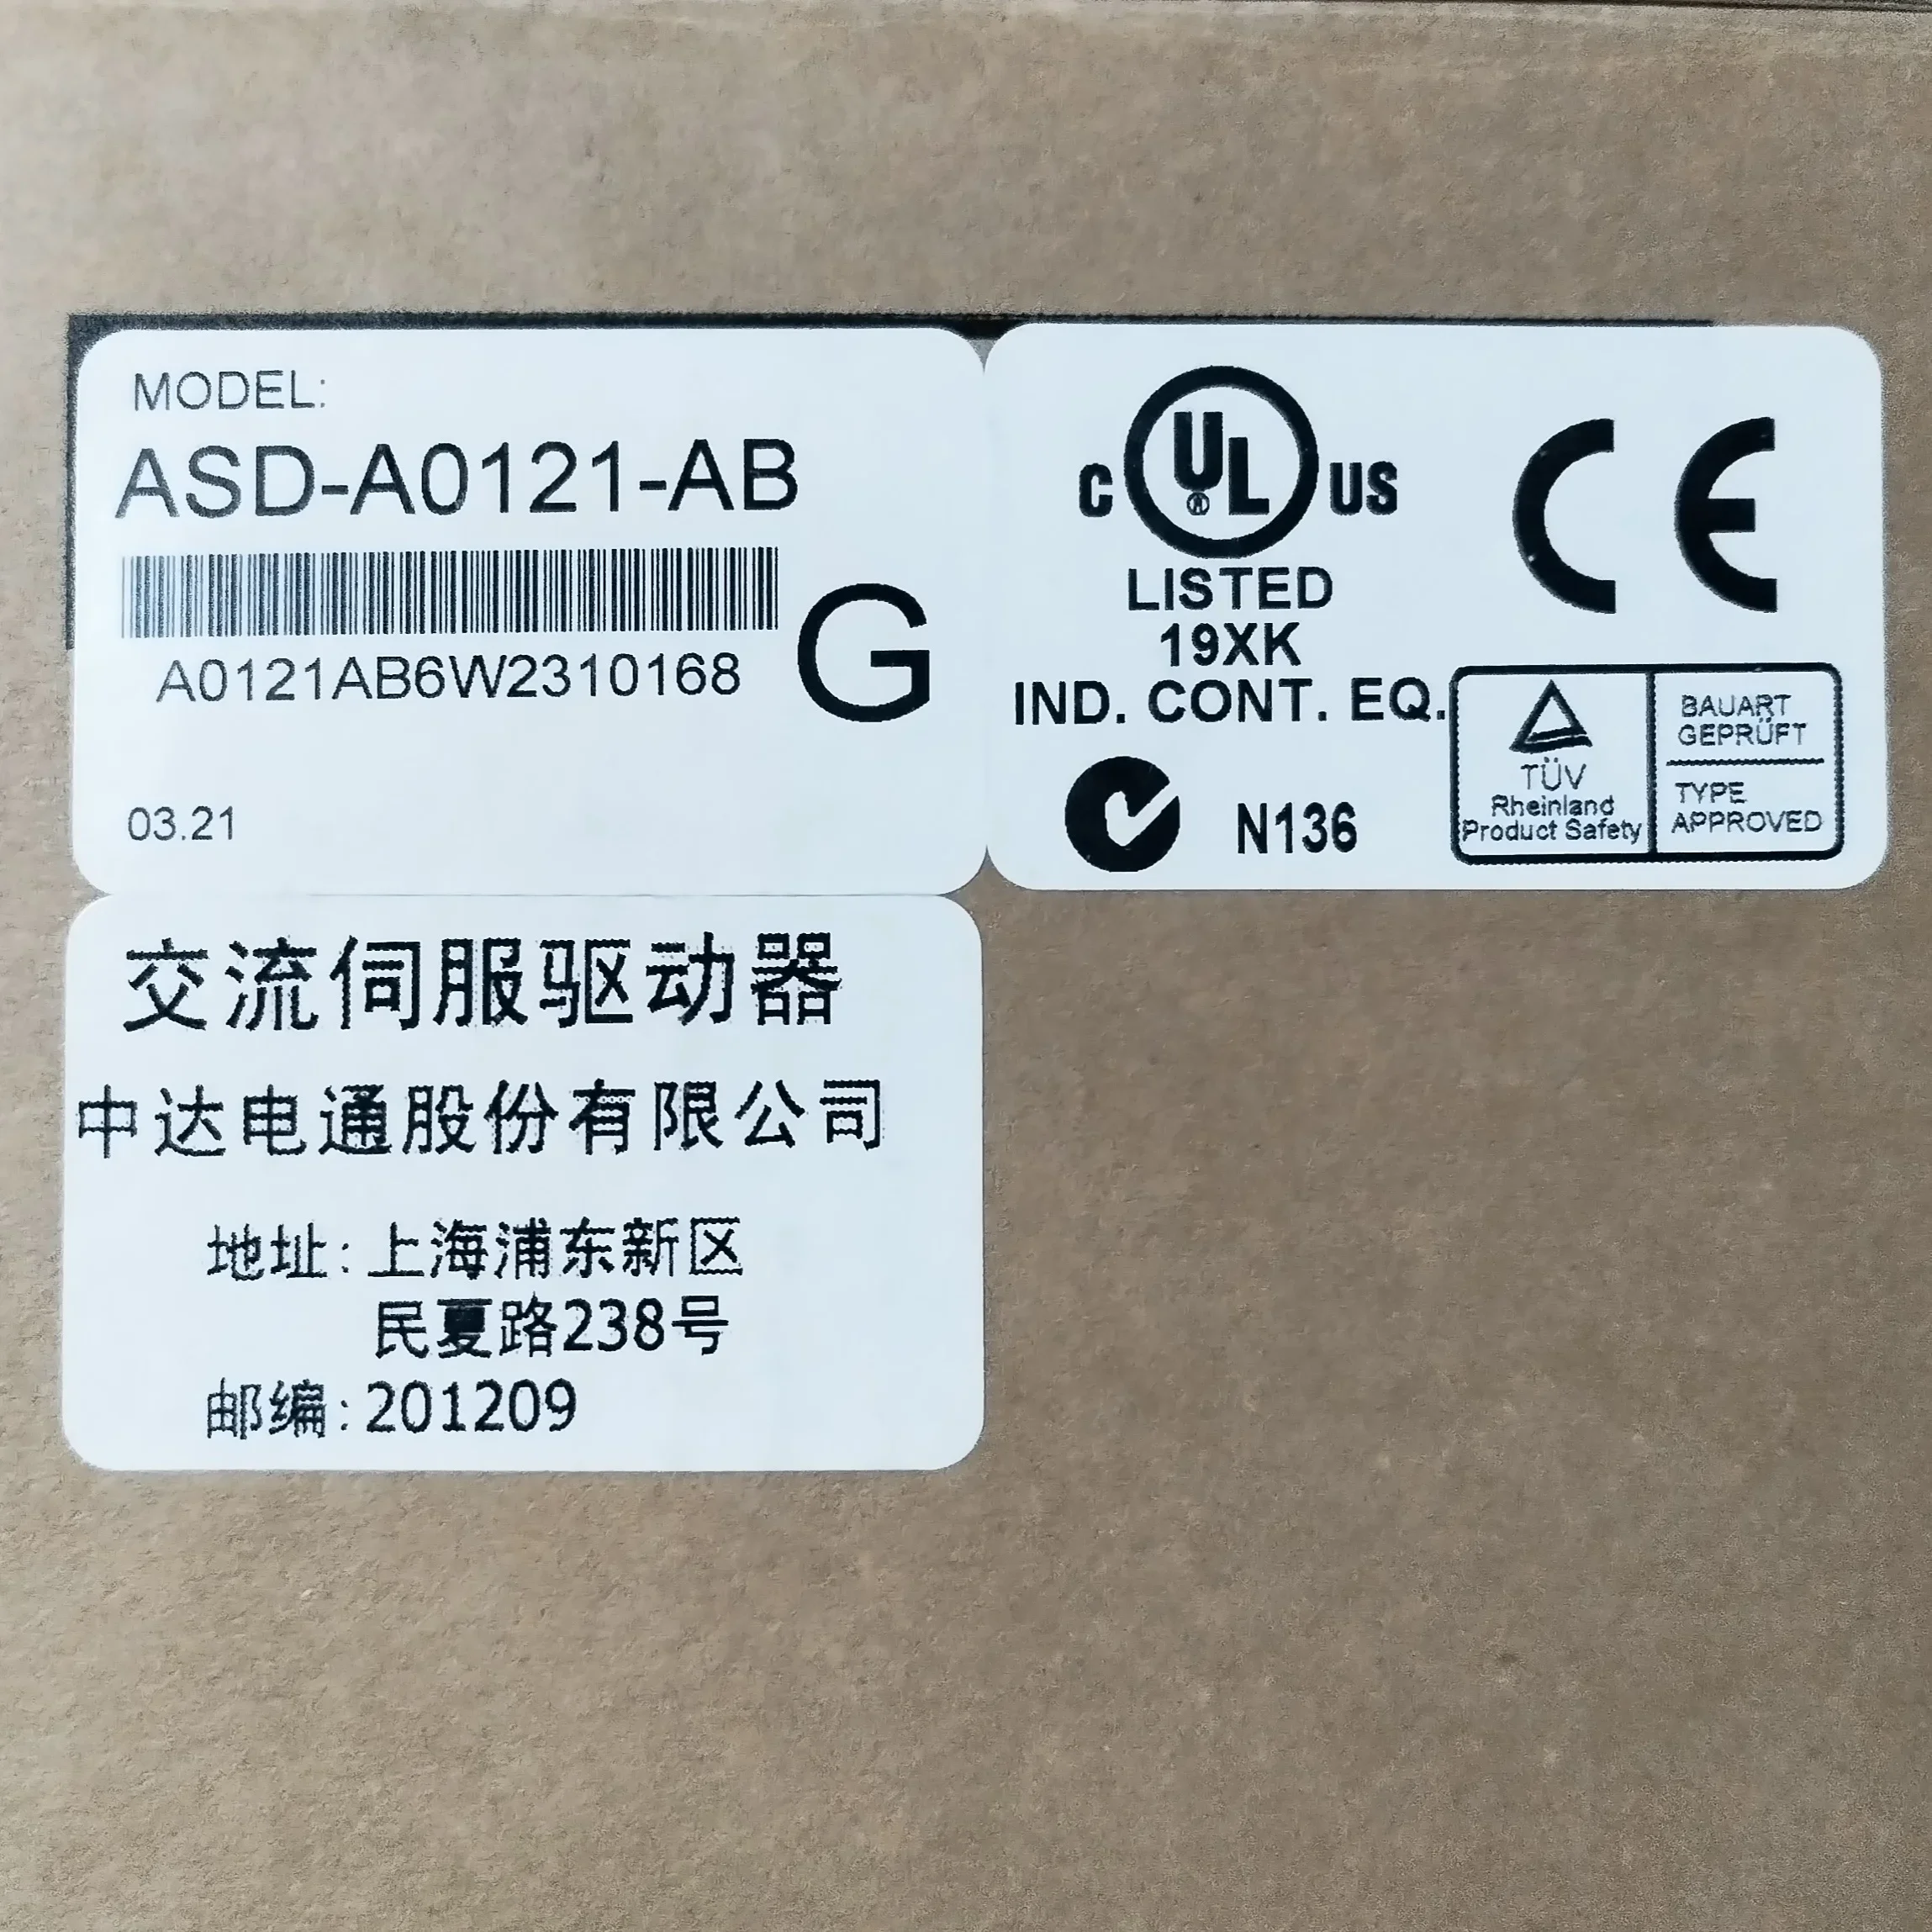 MODEL:
ASD-A0121-AB
A0121AB6W2310168
G
03.21
C UL® US
LISTED
19XK
IND. CONT. EQ.
CE
N136
TÜV
Rheinland
Product Safety
BAUART
GEPRÜFT
TYPE
APPROVED
交流伺服驱动器
中达电通股份有限公司
地址:上海浦东新区
民夏路238号
邮编:201209